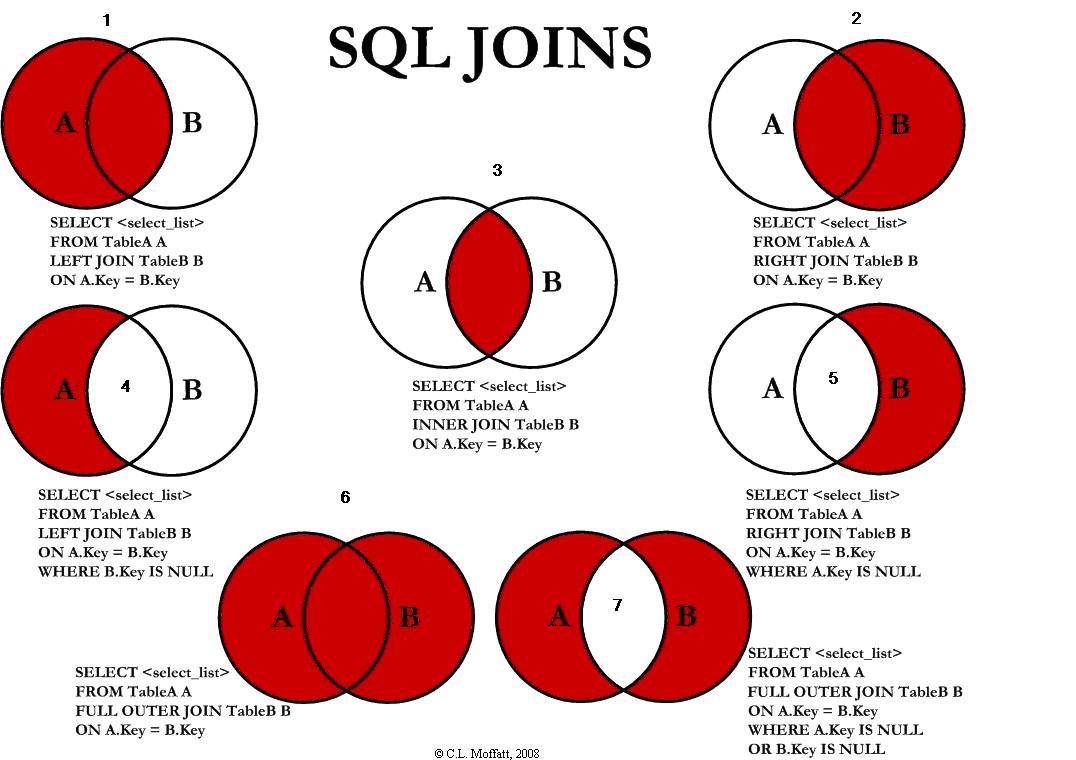 1
SQL JOINS
2
A B
SELECT <select_list>
FROM TableA A
LEFT JOIN TableB B
ON A.Key = B.Key
A B
SELECT <select_list>
FROM TableA A
RIGHT JOIN TableB B
ON A.Key = B.Key
3
A B
SELECT <select_list>
FROM TableA A
INNER JOIN TableB B
ON A.Key = B.Key
A 4 B
SELECT <select_list>
FROM TableA A
LEFT JOIN TableB B
ON A.Key = B.Key
WHERE B.Key IS NULL
A 5 B
SELECT <select_list>
FROM TableA A
RIGHT JOIN TableB B
ON A.Key = B.Key
WHERE A.Key IS NULL
6
A B
SELECT <select_list>
FROM TableA A
FULL OUTER JOIN TableB B
ON A.Key = B.Key
A 7 B
SELECT <select_list>
FROM TableA A
FULL OUTER JOIN TableB B
ON A.Key = B.Key
WHERE A.Key IS NULL
OR B.Key IS NULL
© C.L. Moffatt, 2008